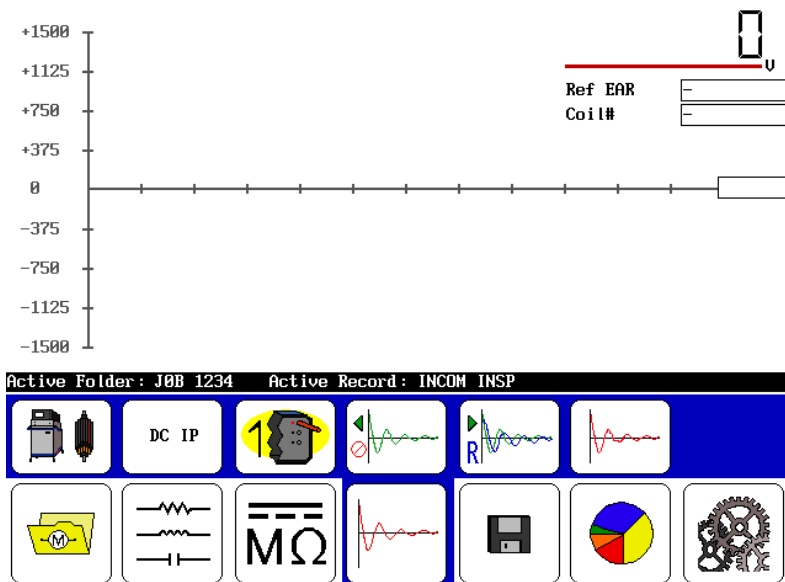 +1500
0
V
+1125
Ref EAR -
+750
Coil# -
+375
0
-375
-750
-1125
-1500
Active Folder: J0B 1234 Active Record: INCOM INSP
DC IP
1
R
M
MΩ